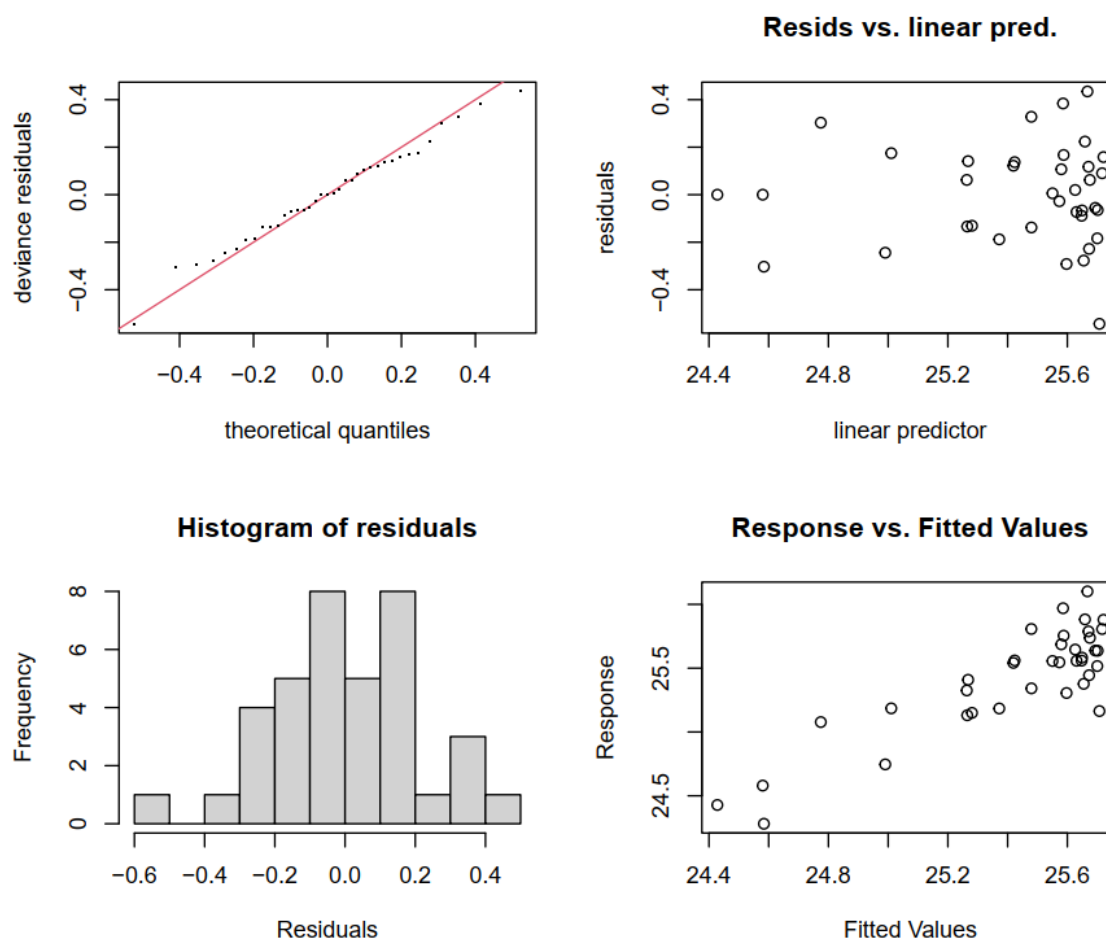 deviance residuals
−0.4 0.0 0.4
−0.4 −0.2 0.0 0.2 0.4
theoretical quantiles
Resids vs. linear pred.
residuals
−0.4 0.0 0.4
24.4 24.8 25.2 25.6
linear predictor
Histogram of residuals
Frequency
0 2 4 6 8
−0.6 −0.4 −0.2 0.0 0.2 0.4
Residuals
Response vs. Fitted Values
Response
24.5 25.5
24.4 24.8 25.2 25.6
Fitted Values